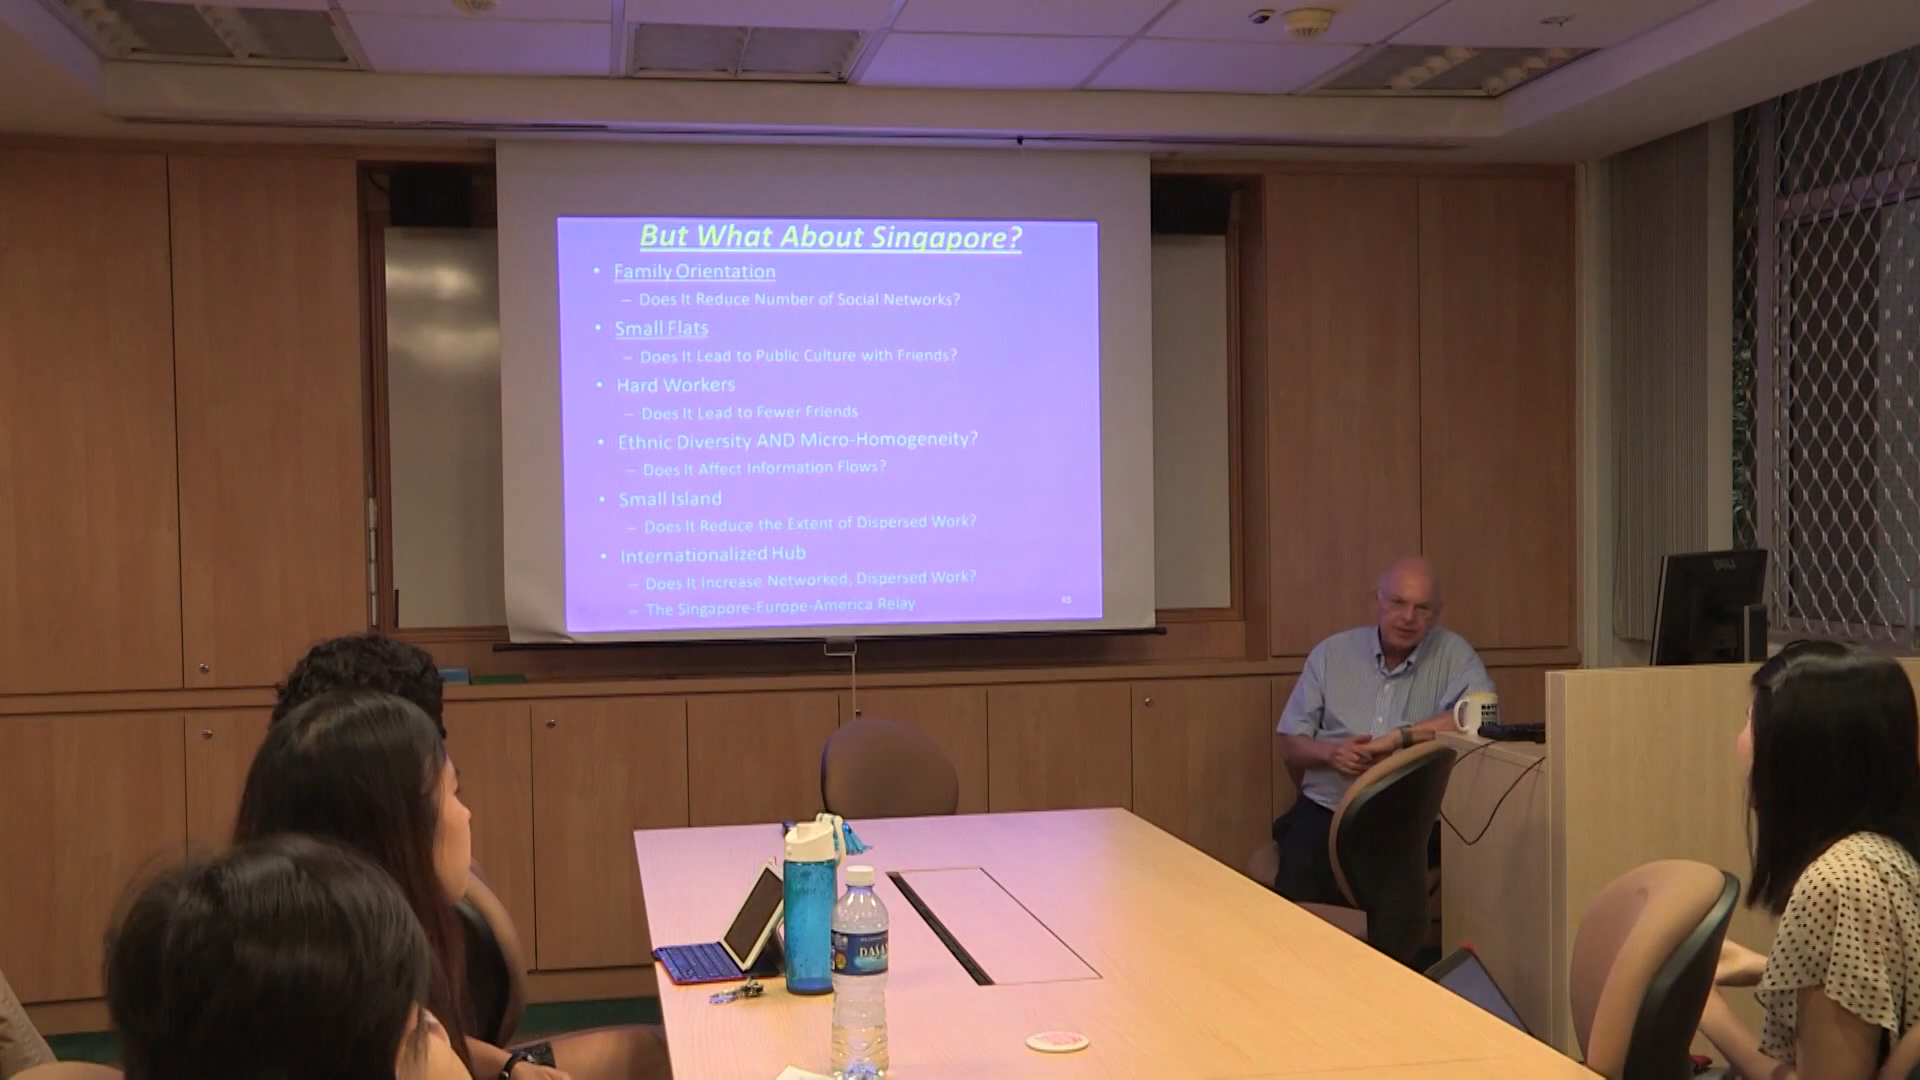 But What About Singapore?
• Family Orientation
– Does It Reduce Number of Social Networks?
• Small Flats
– Does It Lead to Public Culture with Friends?
• Hard Workers
– Does It Lead to Fewer Friends
• Ethnic Diversity AND Micro-Homogeneity?
– Does It Affect Information Flows?
• Small Island
– Does It Reduce the Extent of Dispersed Work?
• Internationalized Hub
– Does It Increase Networked, Dispersed Work?
– The Singapore-Europe-America Relay
DELL